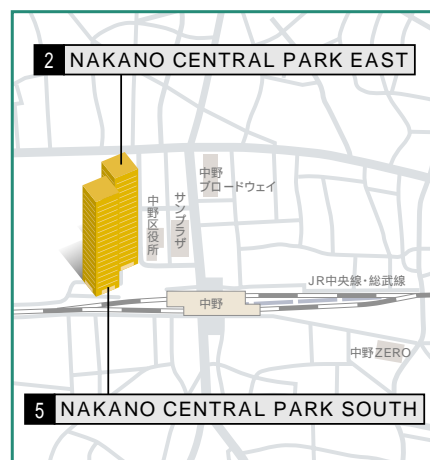 2 NAKANO CENTRAL PARK EAST
中野
ブロードウェイ
サンプラザ
中野区役所
JR中央線・総武線
中野
中野ZERO
5 NAKANO CENTRAL PARK SOUTH